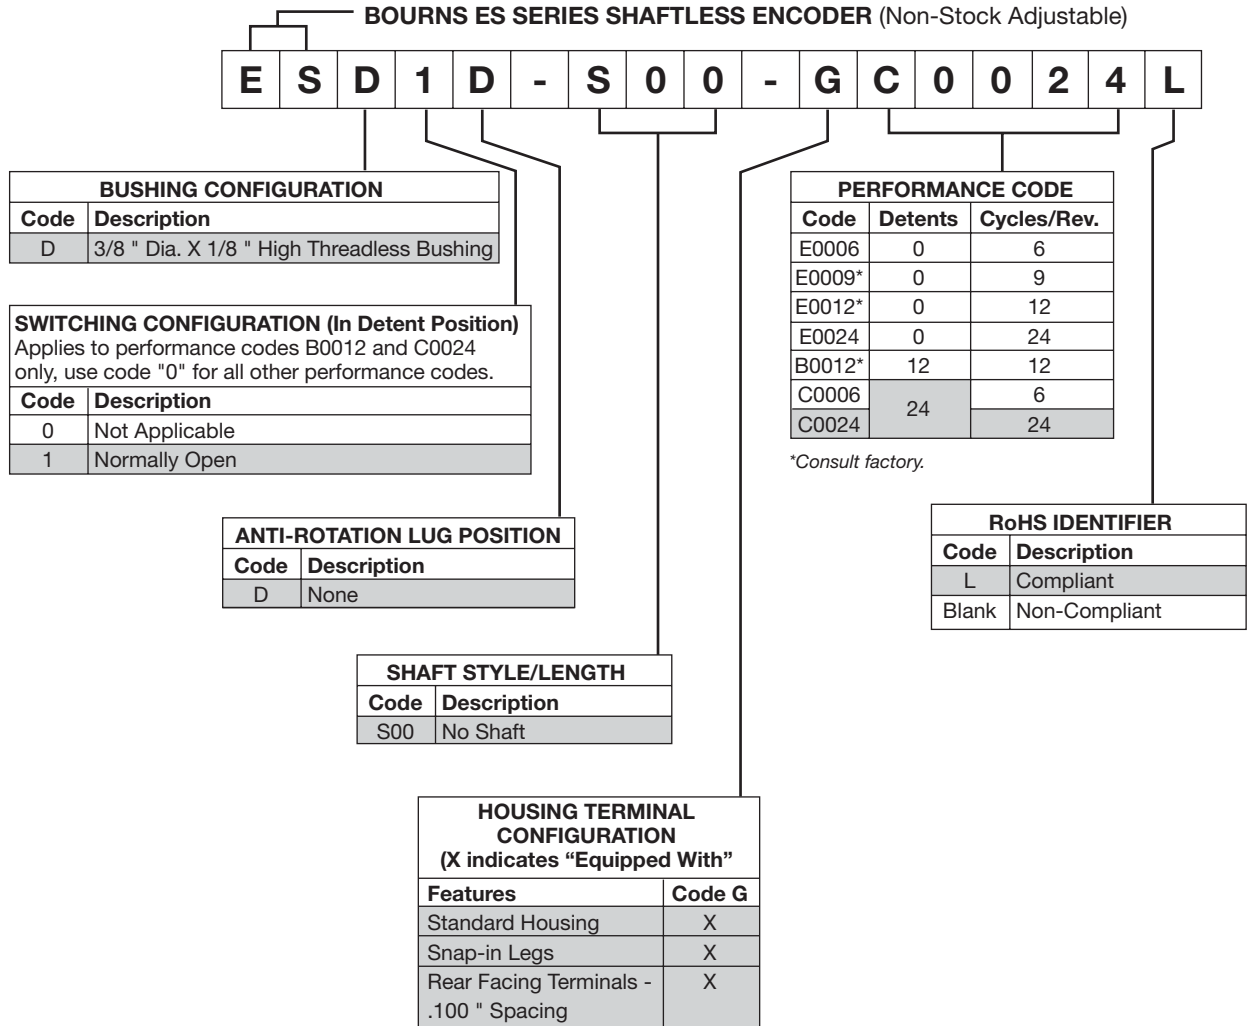 BOURNS ES SERIES SHAFTLESS ENCODER (Non-Stock Adjustable)
E S D 1 D - S 0 0 - G C 0 0 2 4 L
BUSHING CONFIGURATION
Code Description
D 3/8 " Dia. X 1/8 " High Threadless Bushing
SWITCHING CONFIGURATION (In Detent Position)
Applies to performance codes B0012 and C0024
only, use code "0" for all other performance codes.
Code Description
0 Not Applicable
1 Normally Open
ANTI-ROTATION LUG POSITION
Code Description
D None
SHAFT STYLE/LENGTH
Code Description
S00 No Shaft
HOUSING TERMINAL
CONFIGURATION
(X indicates “Equipped With”
Features Code G
Standard Housing X
Snap-in Legs X
Rear Facing Terminals - X
.100 " Spacing
PERFORMANCE CODE
Code Detents Cycles/Rev.
E0006 0 6
E0009* 0 9
E0012* 0 12
E0024 0 24
B0012* 12 12
C0006 6
24
C0024 24
*Consult factory.
RoHS IDENTIFIER
Code Description
L Compliant
Blank Non-Compliant